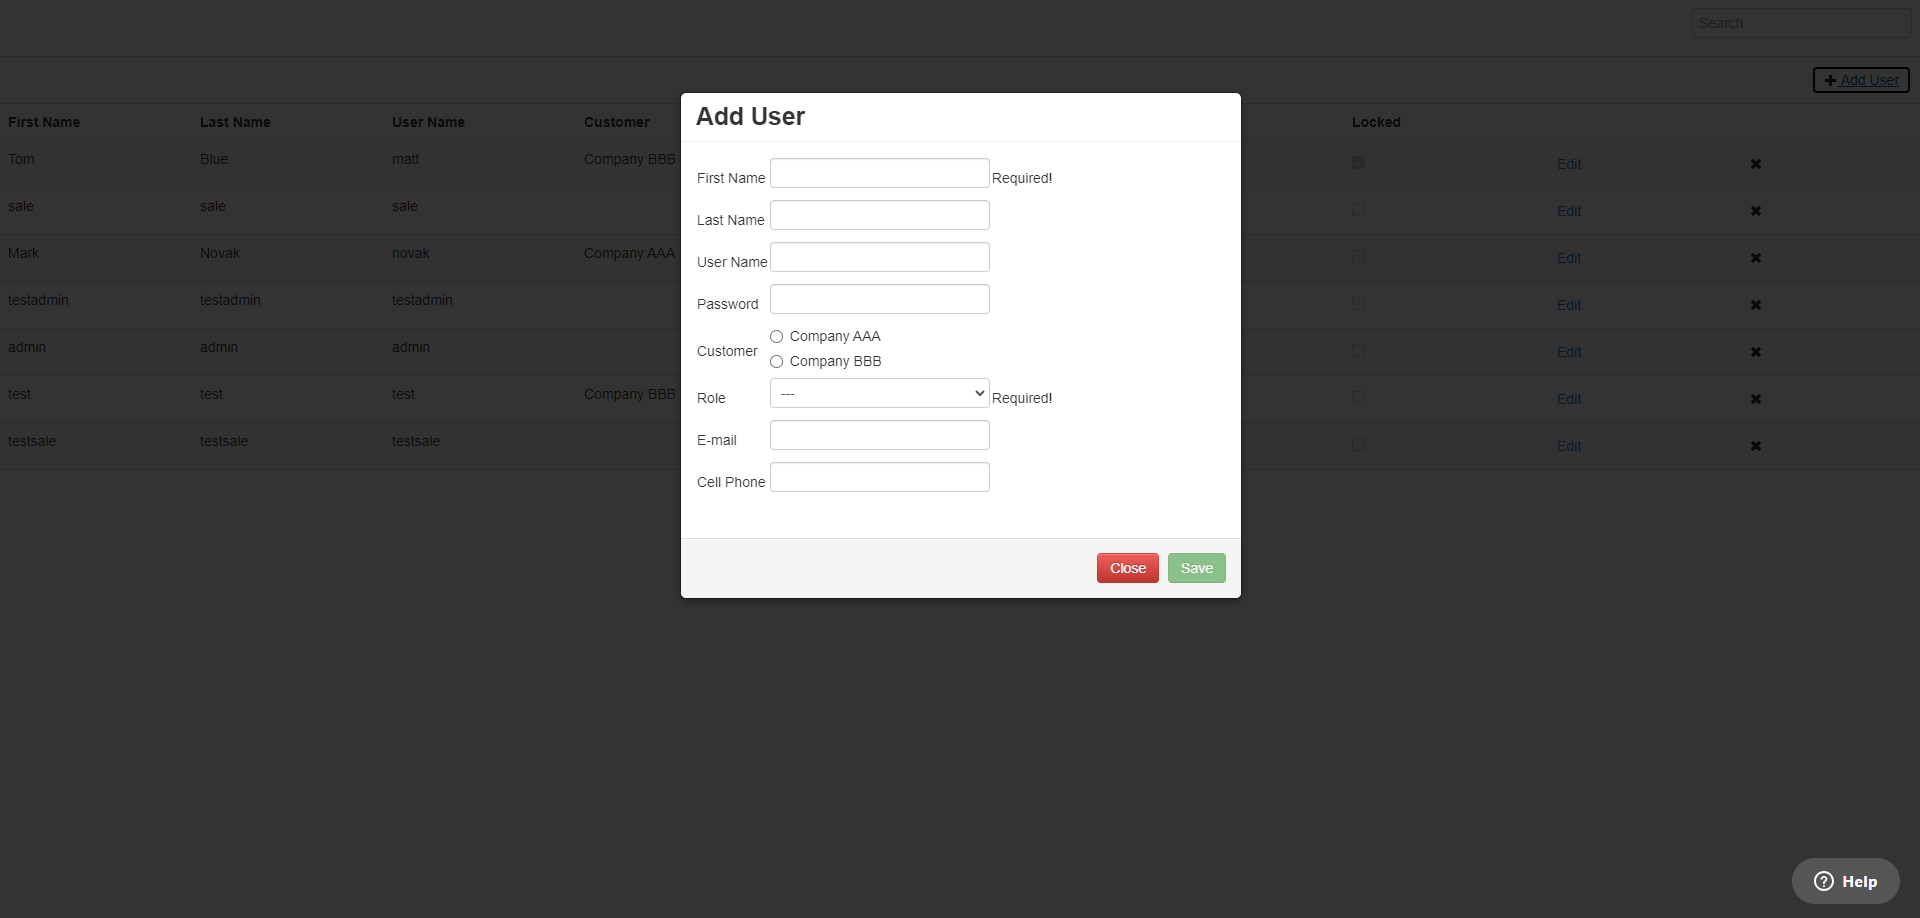 Search
Add User
First Name Last Name User Name Customer Locked
Tom Blue matt Company BBB Edit
sale sale sale Edit
Mark Novak novak Company AAA Edit
testadmin testadmin testadmin Edit
admin admin admin Edit
test test test Company BBB Edit
testsale testsale testsale Edit
Add User
First Name Required!
Last Name
User Name
Password
Customer
Company AAA
Company BBB
Role --- Required!
E-mail
Cell Phone
Close Save
Help